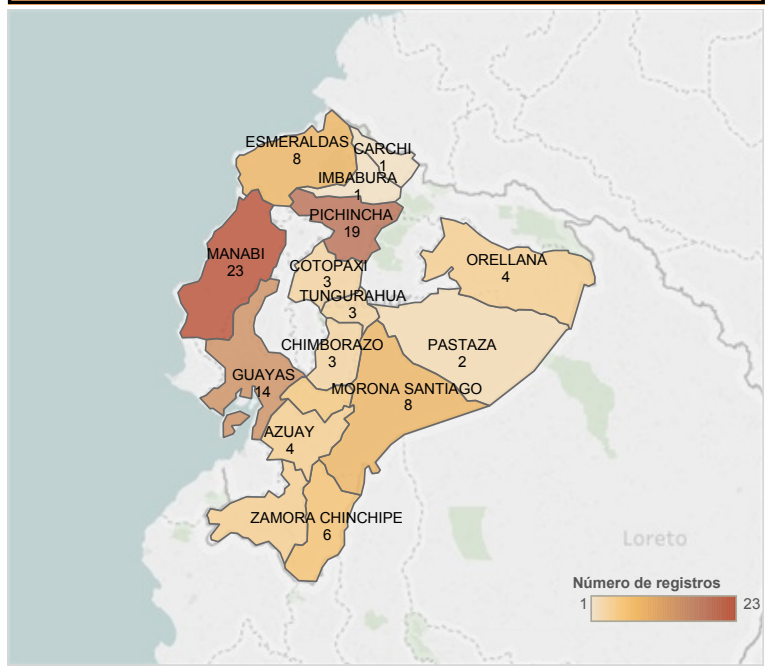 ESMERALDAS
8
CARCHI
1
IMBABURA
1
PICHINCHA
19
MANABI
23
COTOPAXI
3
ORELLANA
4
TUNGURAHUA
3
CHIMBORAZO
3
PASTAZA
2
GUAYAS
14
MORONA SANTIAGO
8
AZUAY
4
ZAMORA CHINCHIPE
6
Loreto
Número de registros
1 23